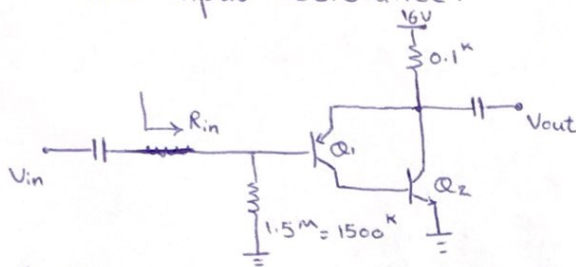 input resistance?
16V
0.1K
Rin
Vin
Q1
Vout
Q2
1.5M = 1500K